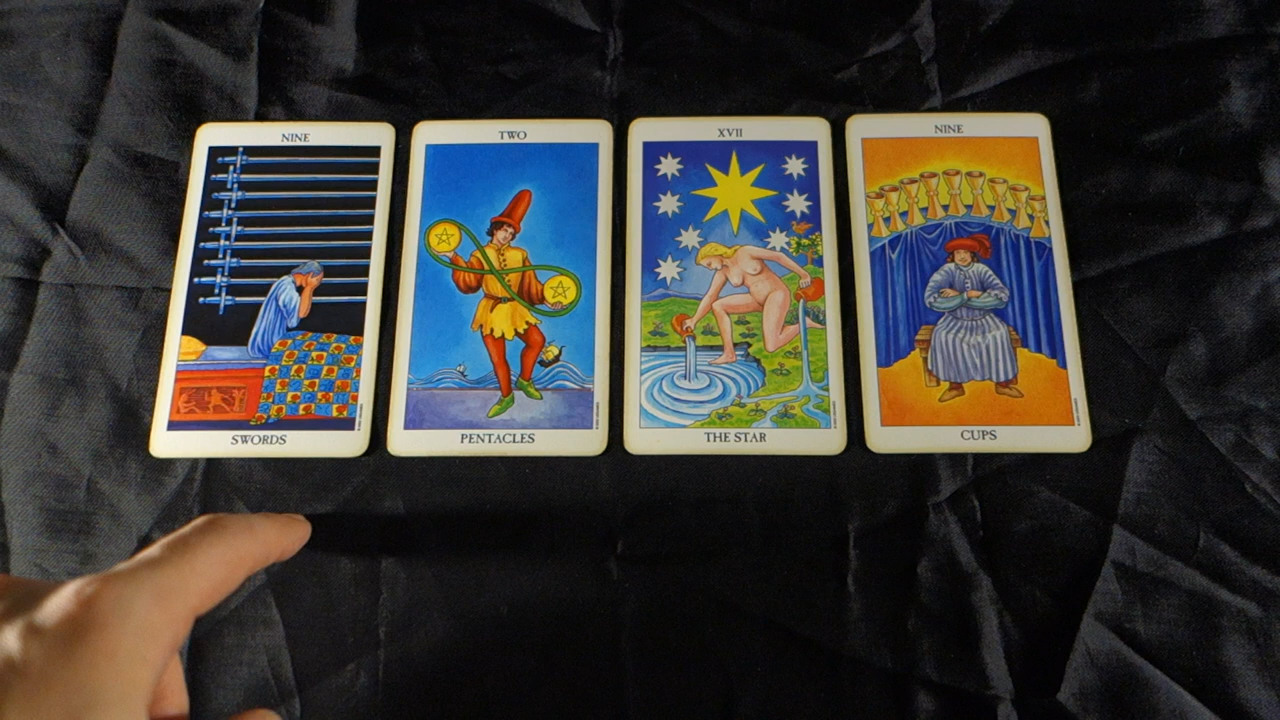 NINE
SWORDS
TWO
PENTACLES
XVII
THE STAR
NINE
CUPS